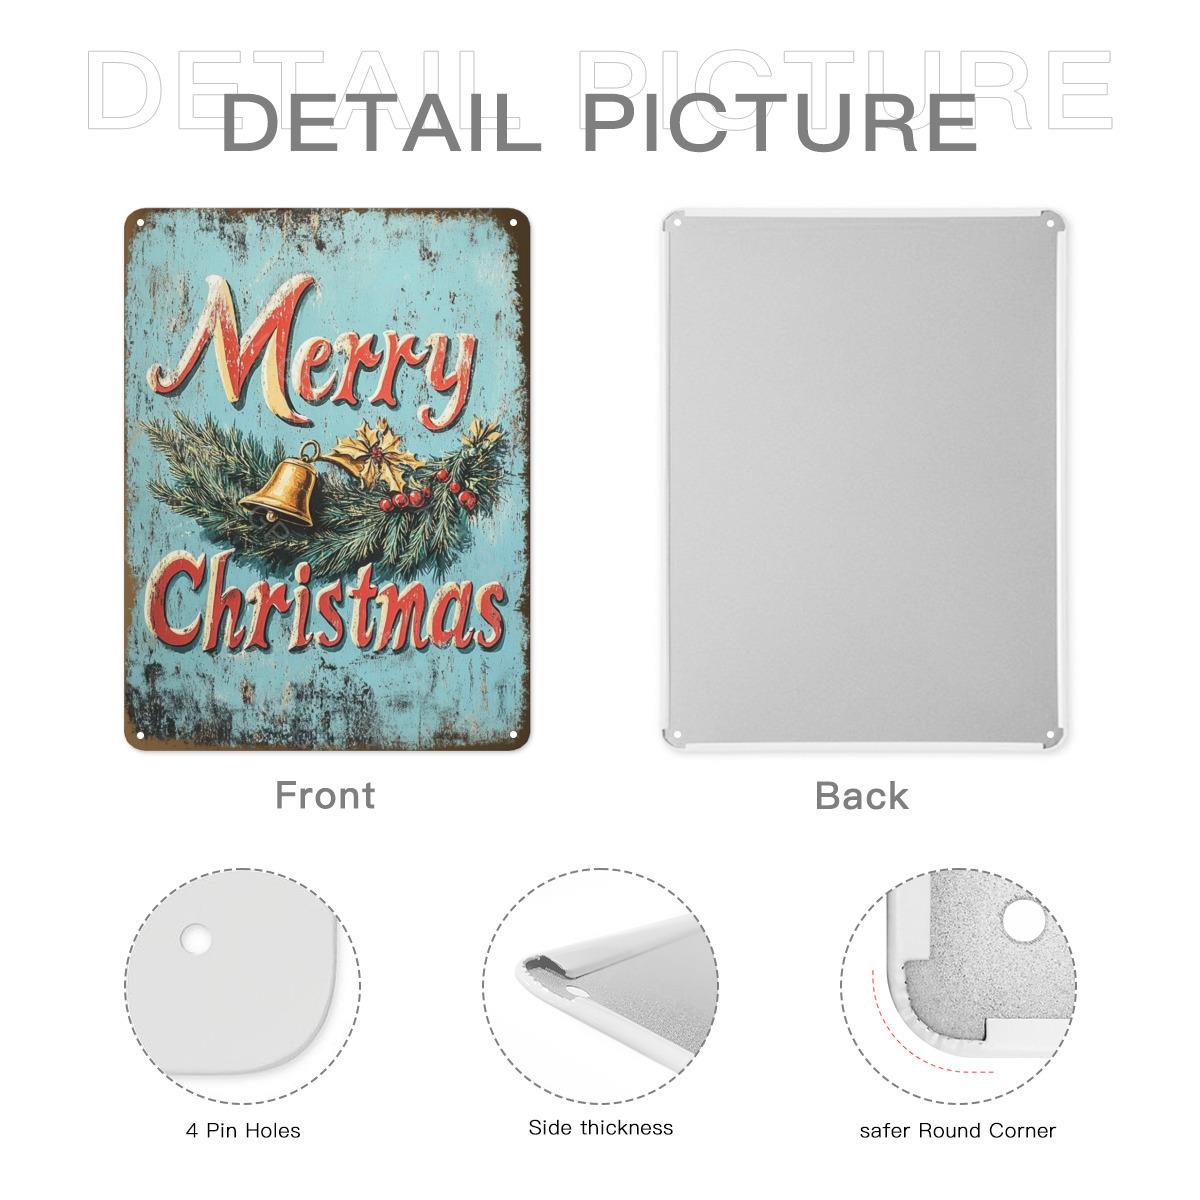 DETAIL PICTURE
DETAIL PICTURE
Merry
Christmas
Front
Back
4 Pin Holes
Side thickness
safer Round Corner